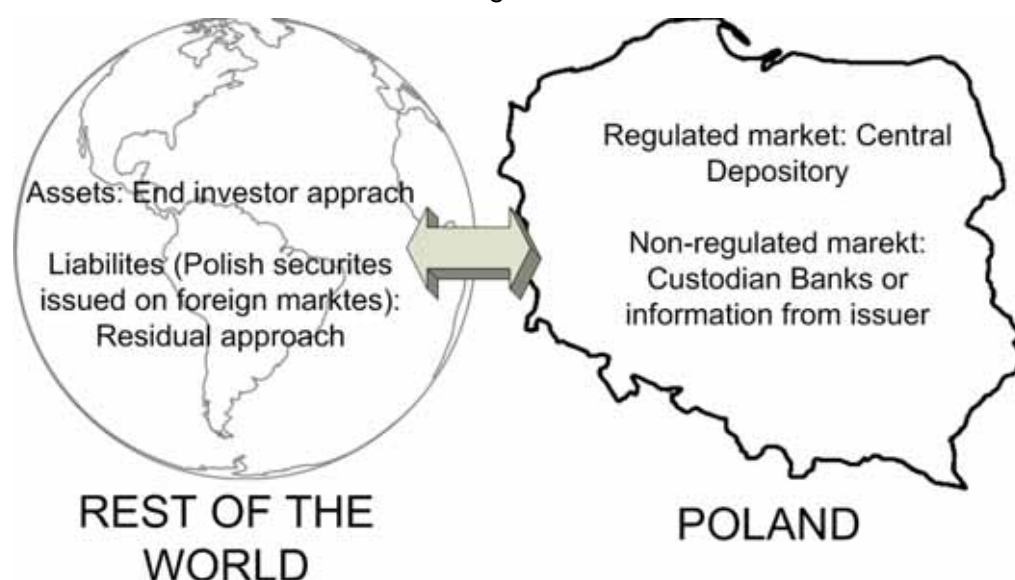 Assets: End investor apprach
Liabilites (Polish securites
issued on foreign marktes):
Residual approach
REST OF THE
WORLD
Regulated market: Central
Depository
Non-regulated marekt:
Custodian Banks or
information from issuer
POLAND